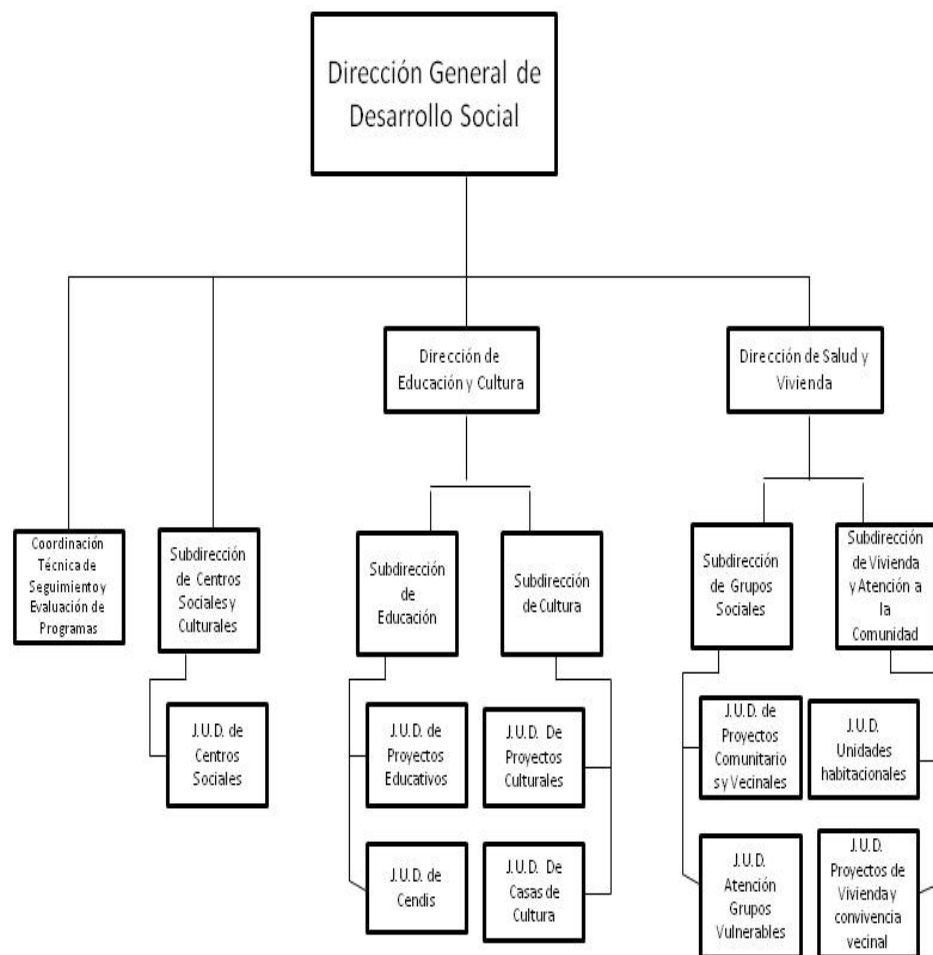 Dirección General de
Desarrollo Social
Dirección de
Educación y Cultura
Dirección de Salud y
Vivienda
Coordinación
Técnica de
Seguimiento y
Evaluación de
Programas
Subdirección
de Centros
Sociales y
Culturales
Subdirección
de
Educación
Subdirección
de Cultura
Subdirección
de Grupos
Sociales
Subdirección
de Vivienda
y Atención a
la
Comunidad
J.U.D. de
Centros
Sociales
J.U.D. de
Proyectos
Educativos
J.U.D. De
Proyectos
Culturales
J.U.D. de
Proyectos
Comunitario
s y Vecinales
J.U.D.
Unidades
habitacionales
J.U.D. de
Cendis
J.U.D. De
Casas de
Cultura
J.U.D.
Atención
Grupos
Vulnerables
J.U.D.
Proyectos de
Vivienda y
convivencia
vecinal